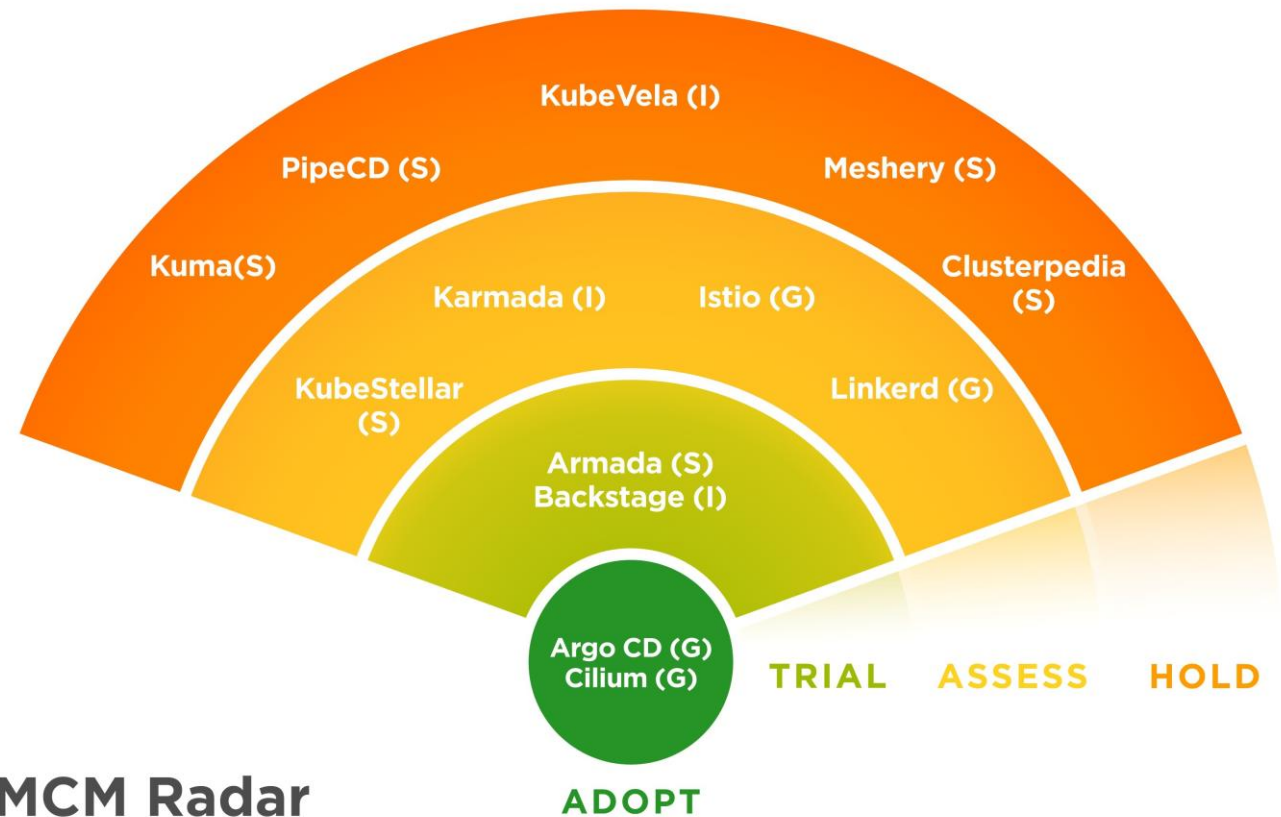 KubeVela (I)
PipeCD (S)
Meshery (S)
Kuma(S)
Clusterpedia
(S)
Karmada (I)
Istio (G)
KubeStellar
(S)
Linkerd (G)
Armada (S)
Backstage (I)
Argo CD (G)
Cilium (G)
TRIAL
ASSESS
HOLD
MCM Radar
ADOPT